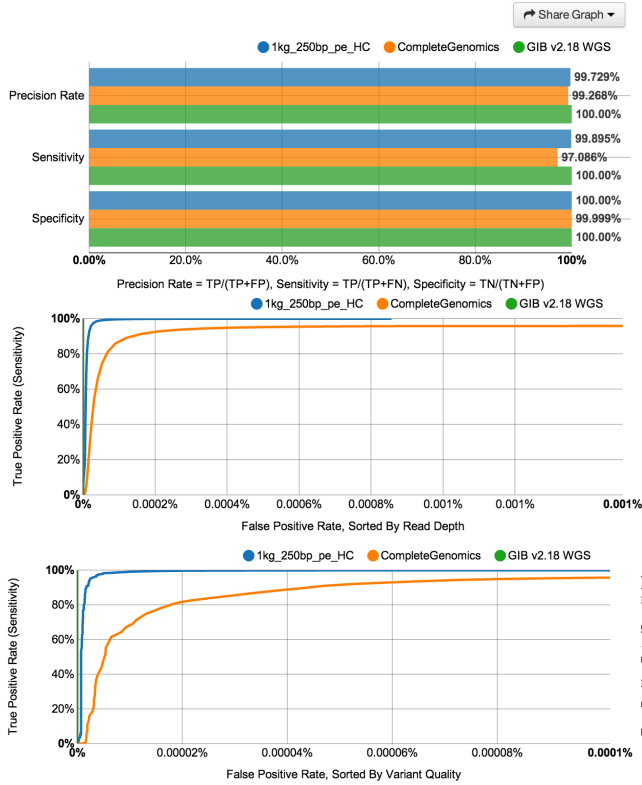 Share Graph
1kg_250bp_pe_HC CompleteGenomics GIB v2.18 WGS
Precision Rate
99.729%
99.268%
100.00%
Sensitivity
99.895%
97.086%
100.00%
Specificity
100.00%
99.999%
100.00%
0.00% 20.0% 40.0% 60.0% 80.0% 100%
Precision Rate = TP/(TP+FP), Sensitivity = TP/(TP+FN), Specificity = TN/(TN+FP)
1kg_250bp_pe_HC CompleteGenomics GIB v2.18 WGS
True Positive Rate (Sensitivity)
100%
80%
60%
40%
20%
0%
0% 0.0002% 0.0004% 0.0006% 0.0008% 0.001% 0.001% 0.001%
False Positive Rate, Sorted By Read Depth
1kg_250bp_pe_HC CompleteGenomics GIB v2.18 WGS
True Positive Rate (Sensitivity)
100%
80%
60%
40%
20%
0%
0% 0.00002% 0.00004% 0.00006% 0.00008% 0.0001%
False Positive Rate, Sorted By Variant Quality